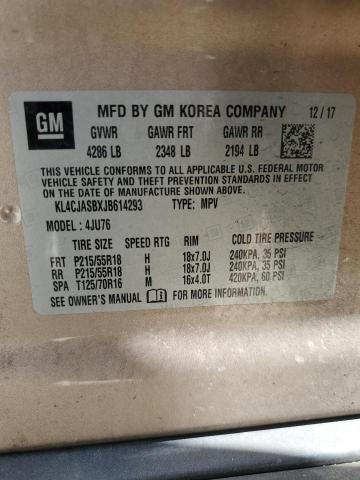 GM
MFD BY GM KOREA COMPANY 12/17
GVWR GAWR FRT GAWR RR
4286 LB 2348 LB 2194 LB
THIS VEHICLE CONFORMS TO ALL APPLICABLE U.S. FEDERAL MOTOR
VEHICLE SAFETY, BUMPER, AND THEFT PREVENTION STANDARDS IN EFFECT
ON THE DATE OF MANUFACTURE SHOWN ABOVE.
KL4CJASBXJB614293 TYPE: MPV
MODEL : 4JU76
TIRE SIZE SPEED RTG RIM COLD TIRE PRESSURE
FRT P215/55R18 H 18x7.0J 240KPA, 35 PSI
RR P215/55R18 H 18x7.0J 240KPA, 35 PSI
SPA T125/70R16 M 16x4.0T 420KPA, 60 PSI
SEE OWNER'S MANUAL FOR MORE INFORMATION